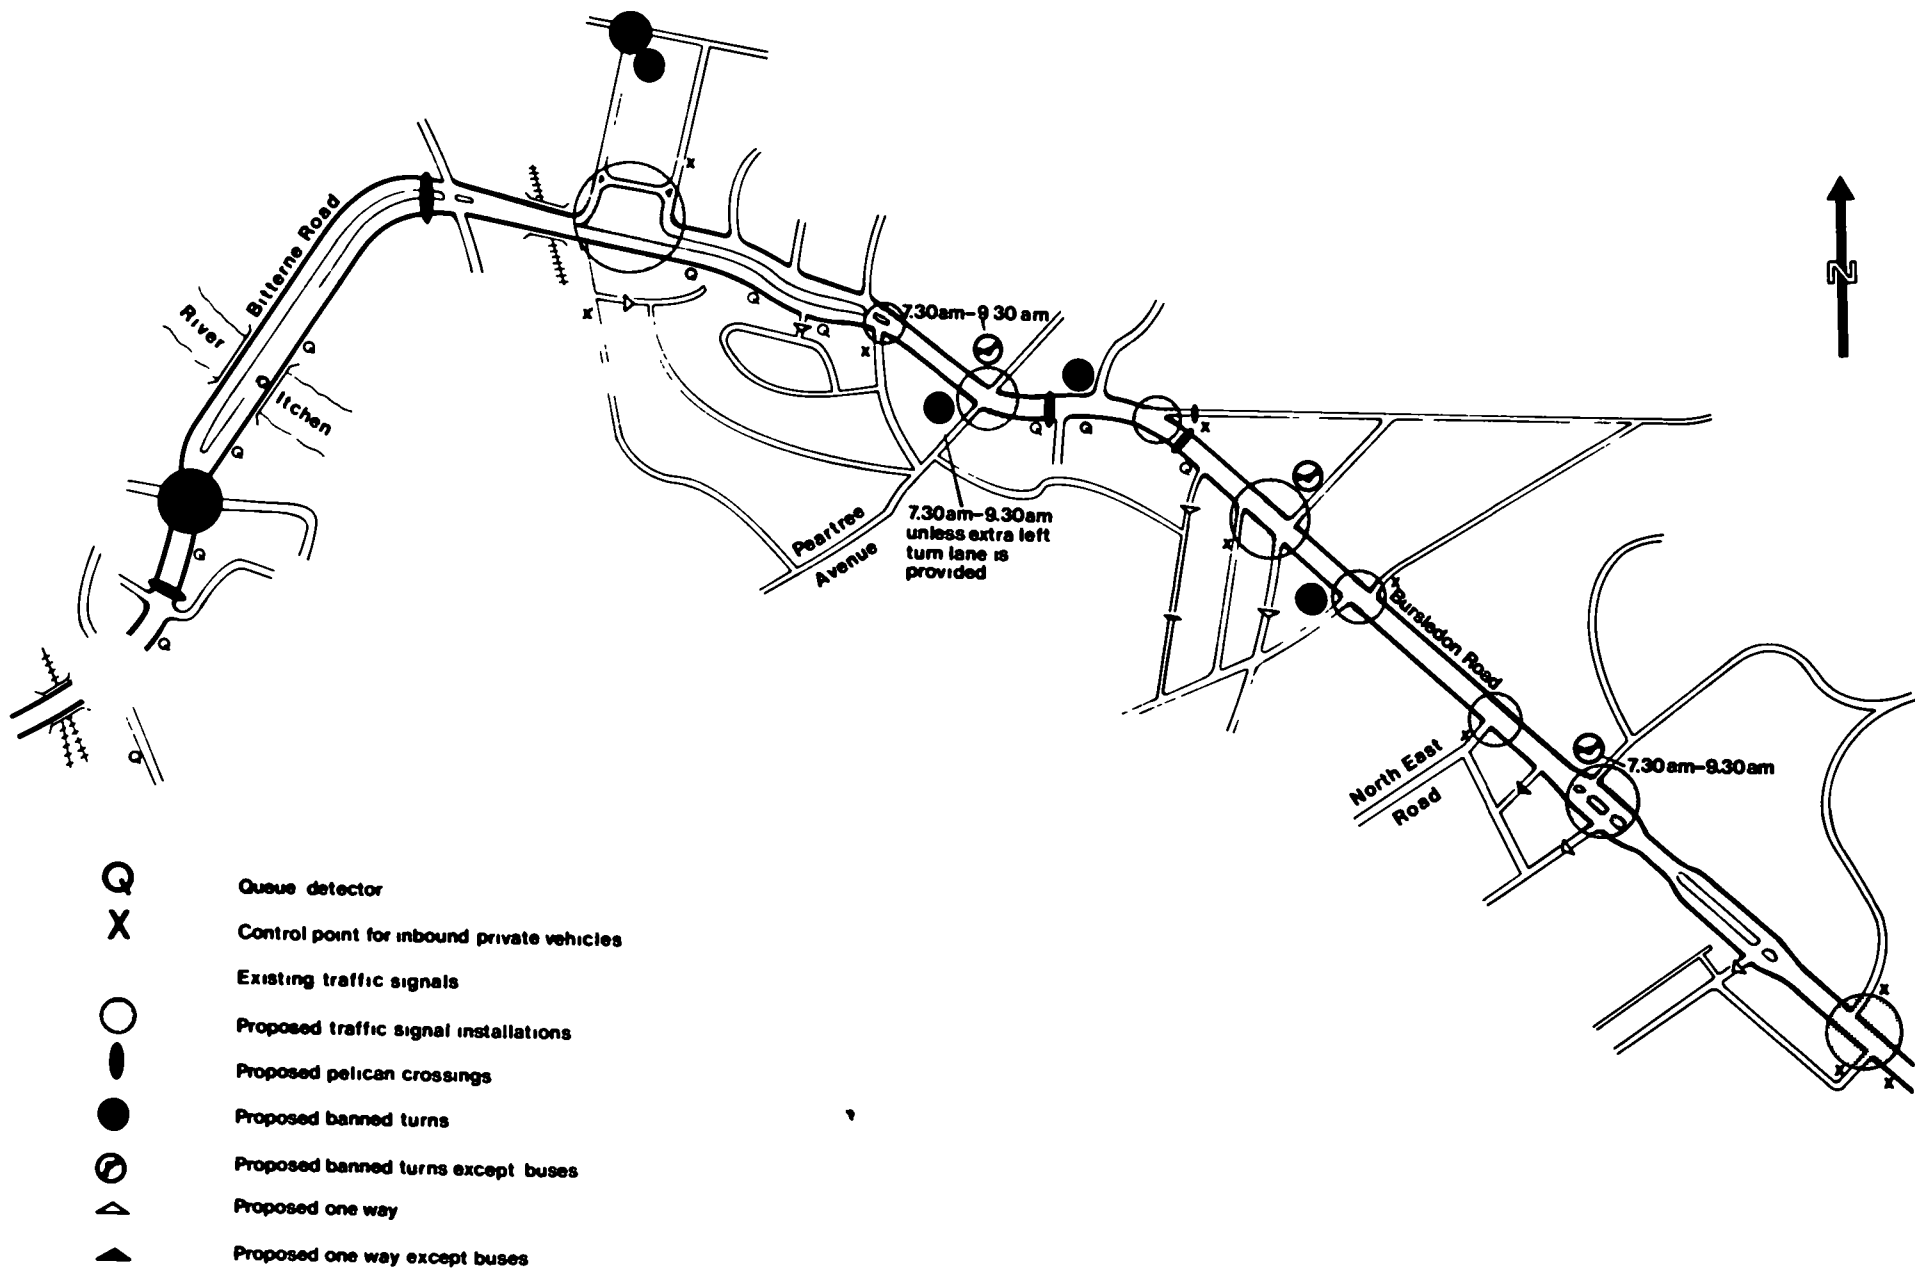 Bitterne Road
River
Itchen
7.30am-9 30 am
7.30am-9.30am
unless extra left
turn lane is
provided
Peartree
Avenue
Bursledon Road
North East
Road
7.30am-9.30am
N
X
X
X
X
X
X
X
X
X
X
Q
Q
Q
Q
Q
Q
Q
Q
Q
Q
Q
Q
Q Queue detector
X Control point for inbound private vehicles
Existing traffic signals
Proposed traffic signal installations
Proposed pelican crossings
Proposed banned turns
Proposed banned turns except buses
Proposed one way
Proposed one way except buses